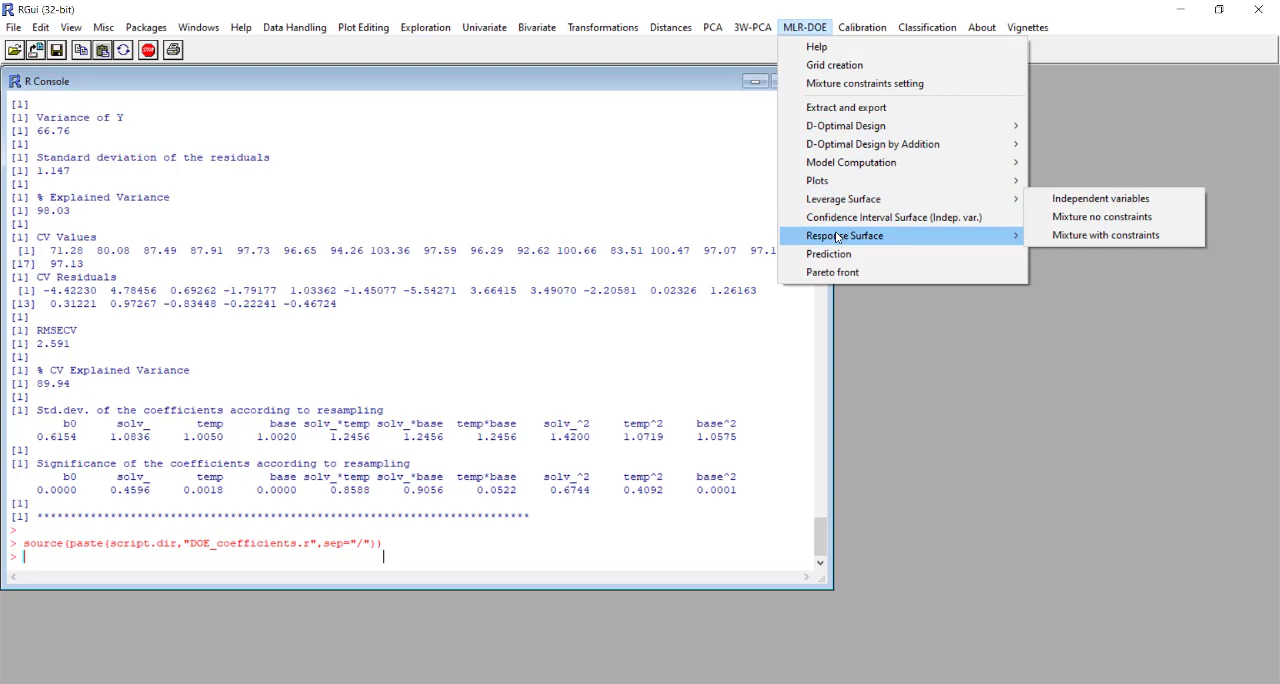 RGui (32-bit)
File Edit View Misc Packages Windows Help Data Handling Plot Editing Exploration Univariate Bivariate Transformations Distances PCA 3W-PCA MLR-DOE Calibration Classification About Vignettes
STOP
R Console
[1]
[1] Variance of Y
[1] 66.76
[1]
[1] Standard deviation of the residuals
[1] 1.147
[1]
[1] % Explained Variance
[1] 98.03
[1]
[1] CV Values
[1] 71.28 80.08 87.49 87.91 97.73 96.65 94.26 103.36 97.59 96.29 92.62 100.66 83.51 100.47 97.07 97.1
[17] 97.13
[1] CV Residuals
[1] -4.42230 4.78456 0.69262 -1.79177 1.03362 -1.45077 -5.54271 3.66415 3.49070 -2.20581 0.02326 1.26163
[13] 0.31221 0.97267 -0.83448 -0.22241 -0.46724
[1]
[1] RMSECV
[1] 2.591
[1]
[1] % CV Explained Variance
[1] 89.94
[1]
[1] Std.dev. of the coefficients according to resampling
b0 solv_ temp base solv_*temp solv_*base temp*base solv_^2 temp^2 base^2
0.6154 1.0836 1.0050 1.0020 1.2456 1.2456 1.2456 1.4200 1.0719 1.0575
[1]
[1] Significance of the coefficients according to resampling
b0 solv_ temp base solv_*temp solv_*base temp*base solv_^2 temp^2 base^2
0.0000 0.4596 0.0018 0.0000 0.8588 0.9056 0.0522 0.6744 0.4092 0.0001
[1]
[1] **************************************************************************
>
> source(paste(script.dir,"DOE_coefficients.r",sep="/"))
>
Help
Grid creation
Mixture constraints setting
Extract and export
D-Optimal Design
D-Optimal Design by Addition
Model Computation
Plots
Leverage Surface
Confidence Interval Surface (Indep. var.)
Response Surface
Prediction
Pareto front
Independent variables
Mixture no constraints
Mixture with constraints